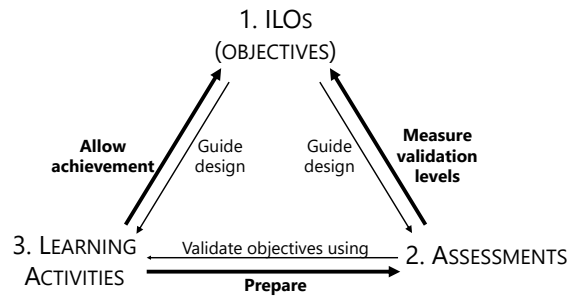 1. ILOs
(OBJECTIVES)
Allow
achievement
Guide
design
Guide
design
Measure
validation
levels
3. LEARNING
ACTIVITIES
Validate objectives using
2. ASSESSMENTS
Prepare